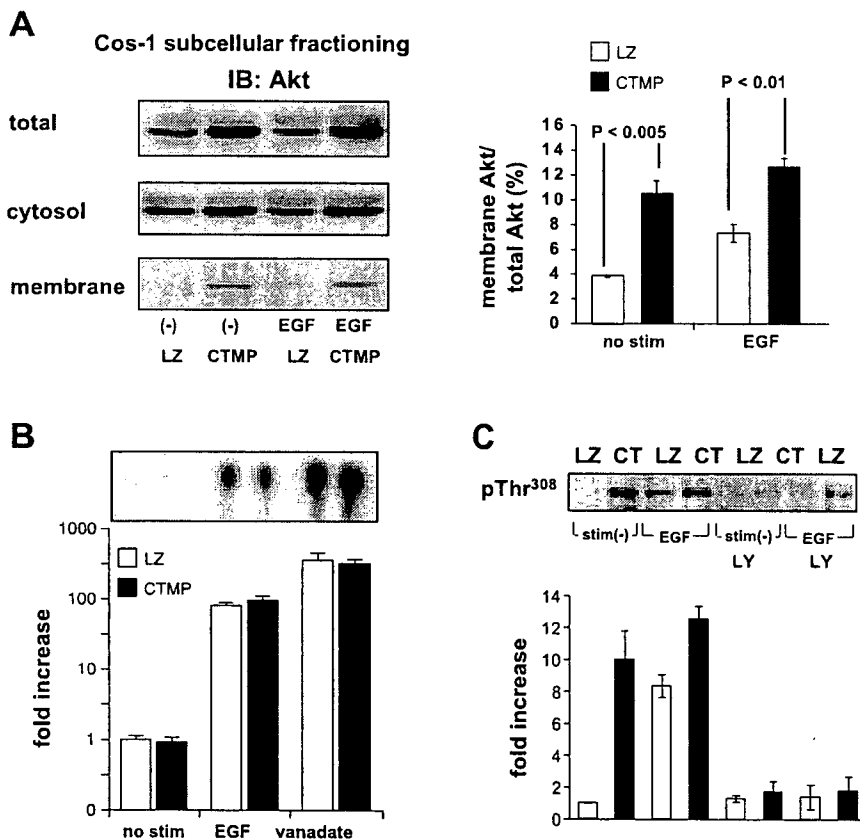 A
Cos-1 subcellular fractioning
IB: Akt
total
cytosol
membrane
(-) (-) EGF EGF
LZ CTMP LZ CTMP
LZ
CTMP
P < 0.01
P < 0.005
membrane Akt/
total Akt (%)
16
14
12
10
8
6
4
2
0
no stim EGF
B
1000
100
10
1
0
fold increase
LZ
CTMP
no stim EGF vanadate
C
LZ CT LZ CT LZ CT LZ
pThr308
stim(-) EGF stim(-) EGF
LY LY
fold increase
14
12
10
8
6
4
2
0